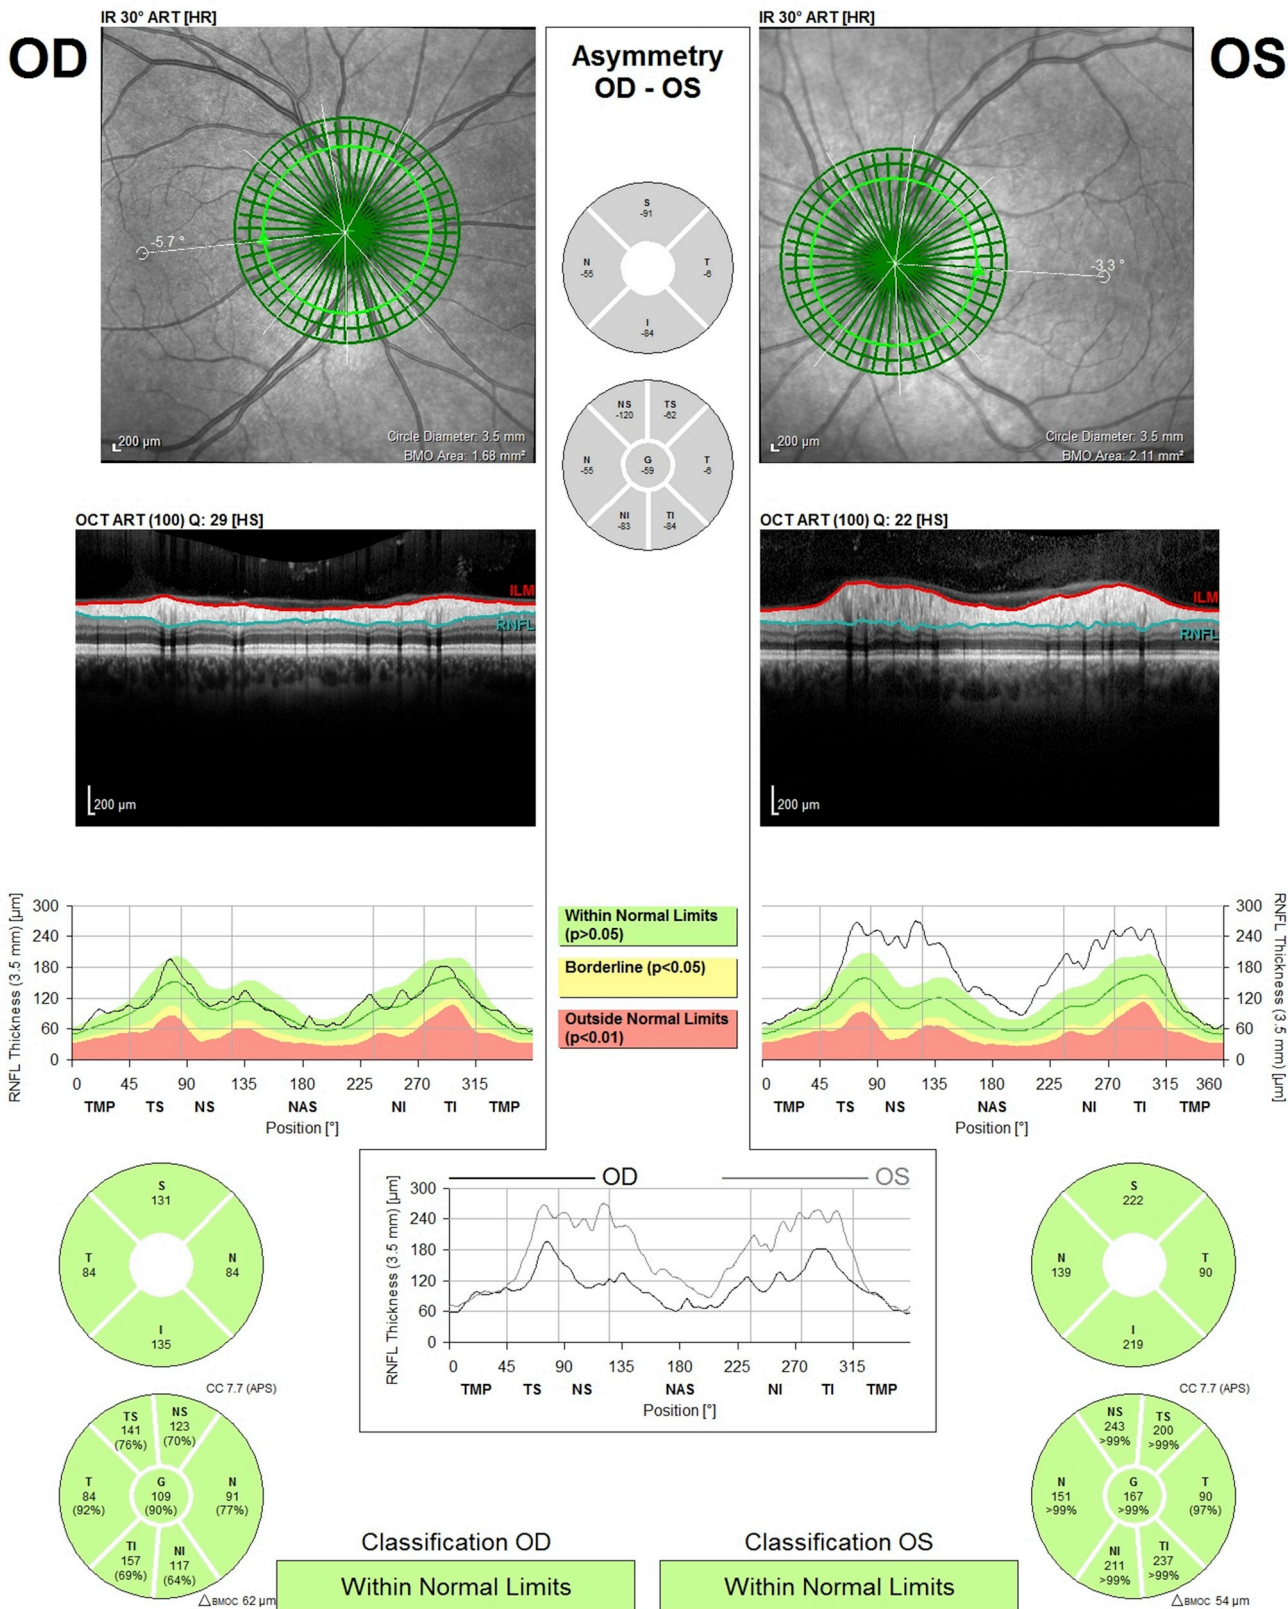 IR 30° ART [HR]
OD
-5.7 °
200 µm
Circle Diameter: 3.5 mm
BMO Area: 1.68 mm²
Asymmetry
OD - OS
S
-91
N
-55
T
-6
I
-84
NS
-120
TS
-62
N
-55
G
-59
T
-6
NI
-83
TI
-84
IR 30° ART [HR]
OS
-3.3 °
200 µm
Circle Diameter: 3.5 mm
BMO Area: 2.11 mm²
OCT ART (100) Q: 29 [HS]
ILM
RNFL
200 µm
OCT ART (100) Q: 22 [HS]
ILM
RNFL
200 µm
RNFL Thickness (3.5 mm) [µm]
300
240
180
120
60
0
0 45 90 135 180 225 270 315
TMP TS NS NAS NI TI TMP
Position [°]
Within Normal Limits
(p>0.05)
Borderline (p<0.05)
Outside Normal Limits
(p<0.01)
300
240
180
120
60
0
RNFL Thickness (3.5 mm) [µm]
0 45 90 135 180 225 270 315 360
TMP TS NS NAS NI TI TMP
Position [°]
OD
OS
RNFL Thickness (3.5 mm) [µm]
300
240
180
120
60
0
0 45 90 135 180 225 270 315
TMP TS NS NAS NI TI TMP
Position [°]
S
131
T
84
N
84
I
135
CC 7.7 (APS)
TS
141
(76%)
NS
123
(70%)
T
84
(92%)
G
109
(90%)
N
91
(77%)
TI
157
(69%)
NI
117
(64%)
△BMOC 62 µm
Classification OD
Within Normal Limits
Classification OS
Within Normal Limits
S
222
N
139
T
90
I
219
CC 7.7 (APS)
NS
243
>99%
TS
200
>99%
N
151
>99%
G
167
>99%
T
90
(97%)
NI
211
>99%
TI
237
>99%
△BMOC 54 µm